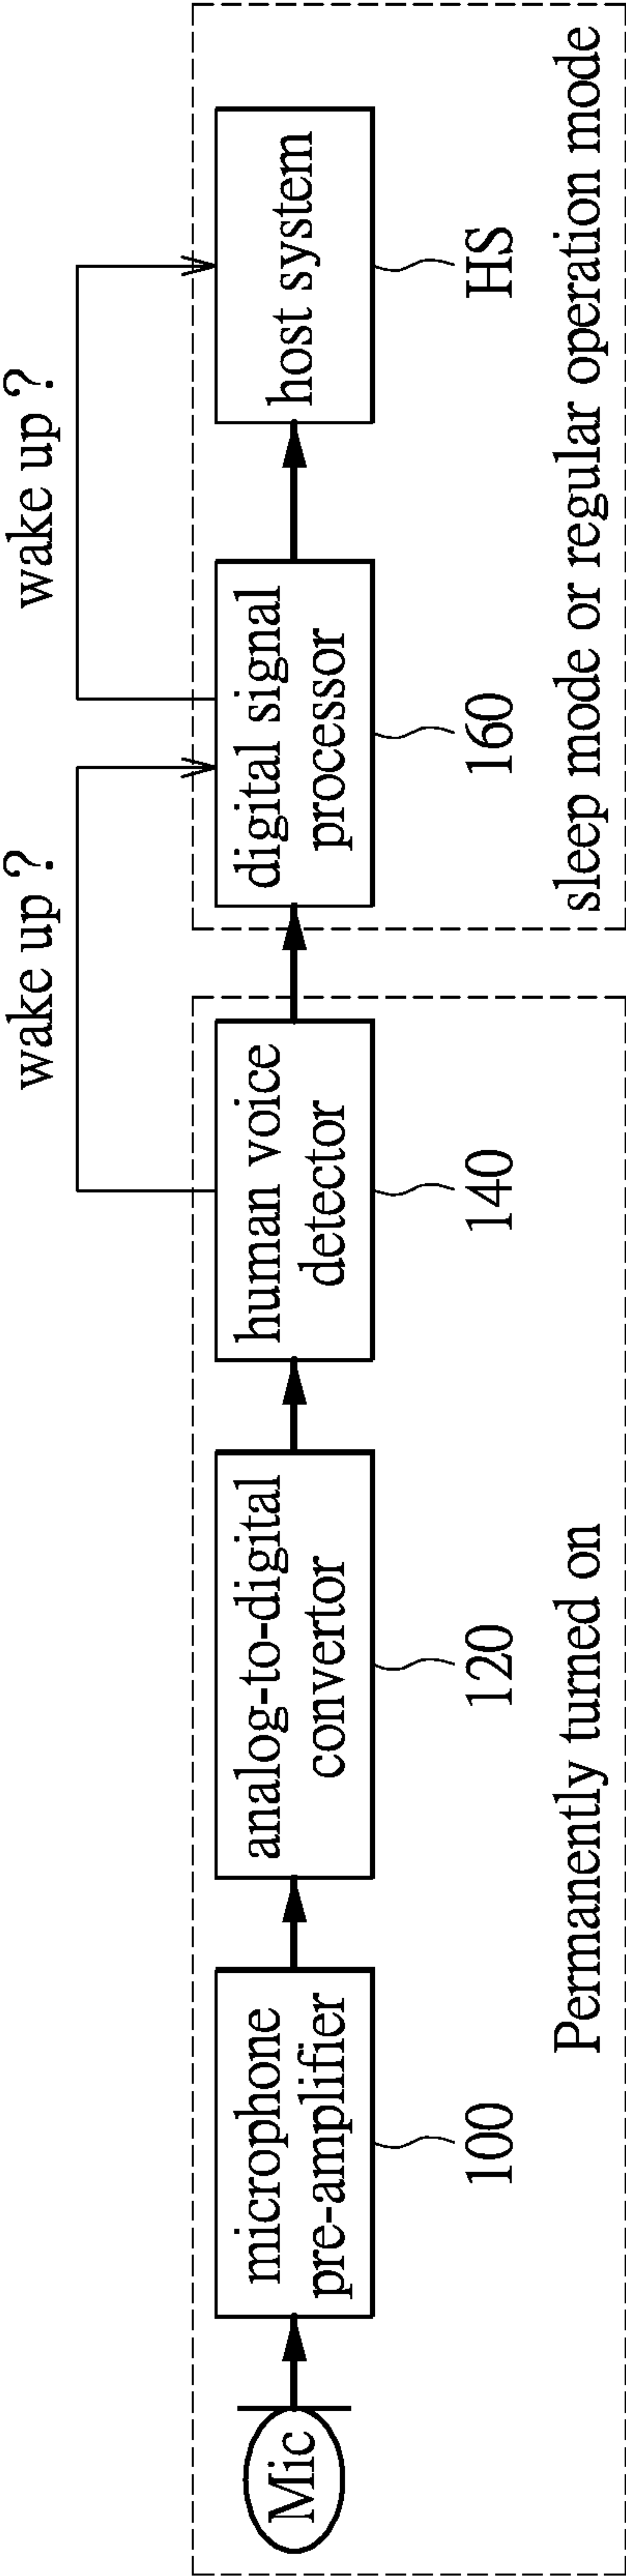 wake up ?
wake up ?
Mic
microphone
pre-amplifier
analog-to-digital
convertor
human voice
detector
digital signal
processor
host system
100
120
140
160
HS
Permanently turned on
sleep mode or regular operation mode